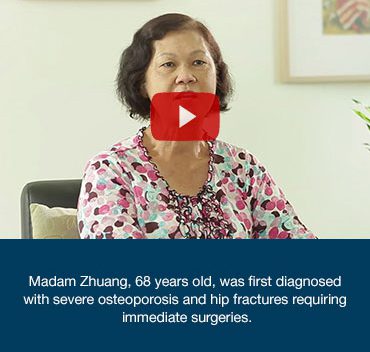 Madam Zhuang, 68 years old, was first diagnosed
with severe osteoporosis and hip fractures requiring
immediate surgeries.